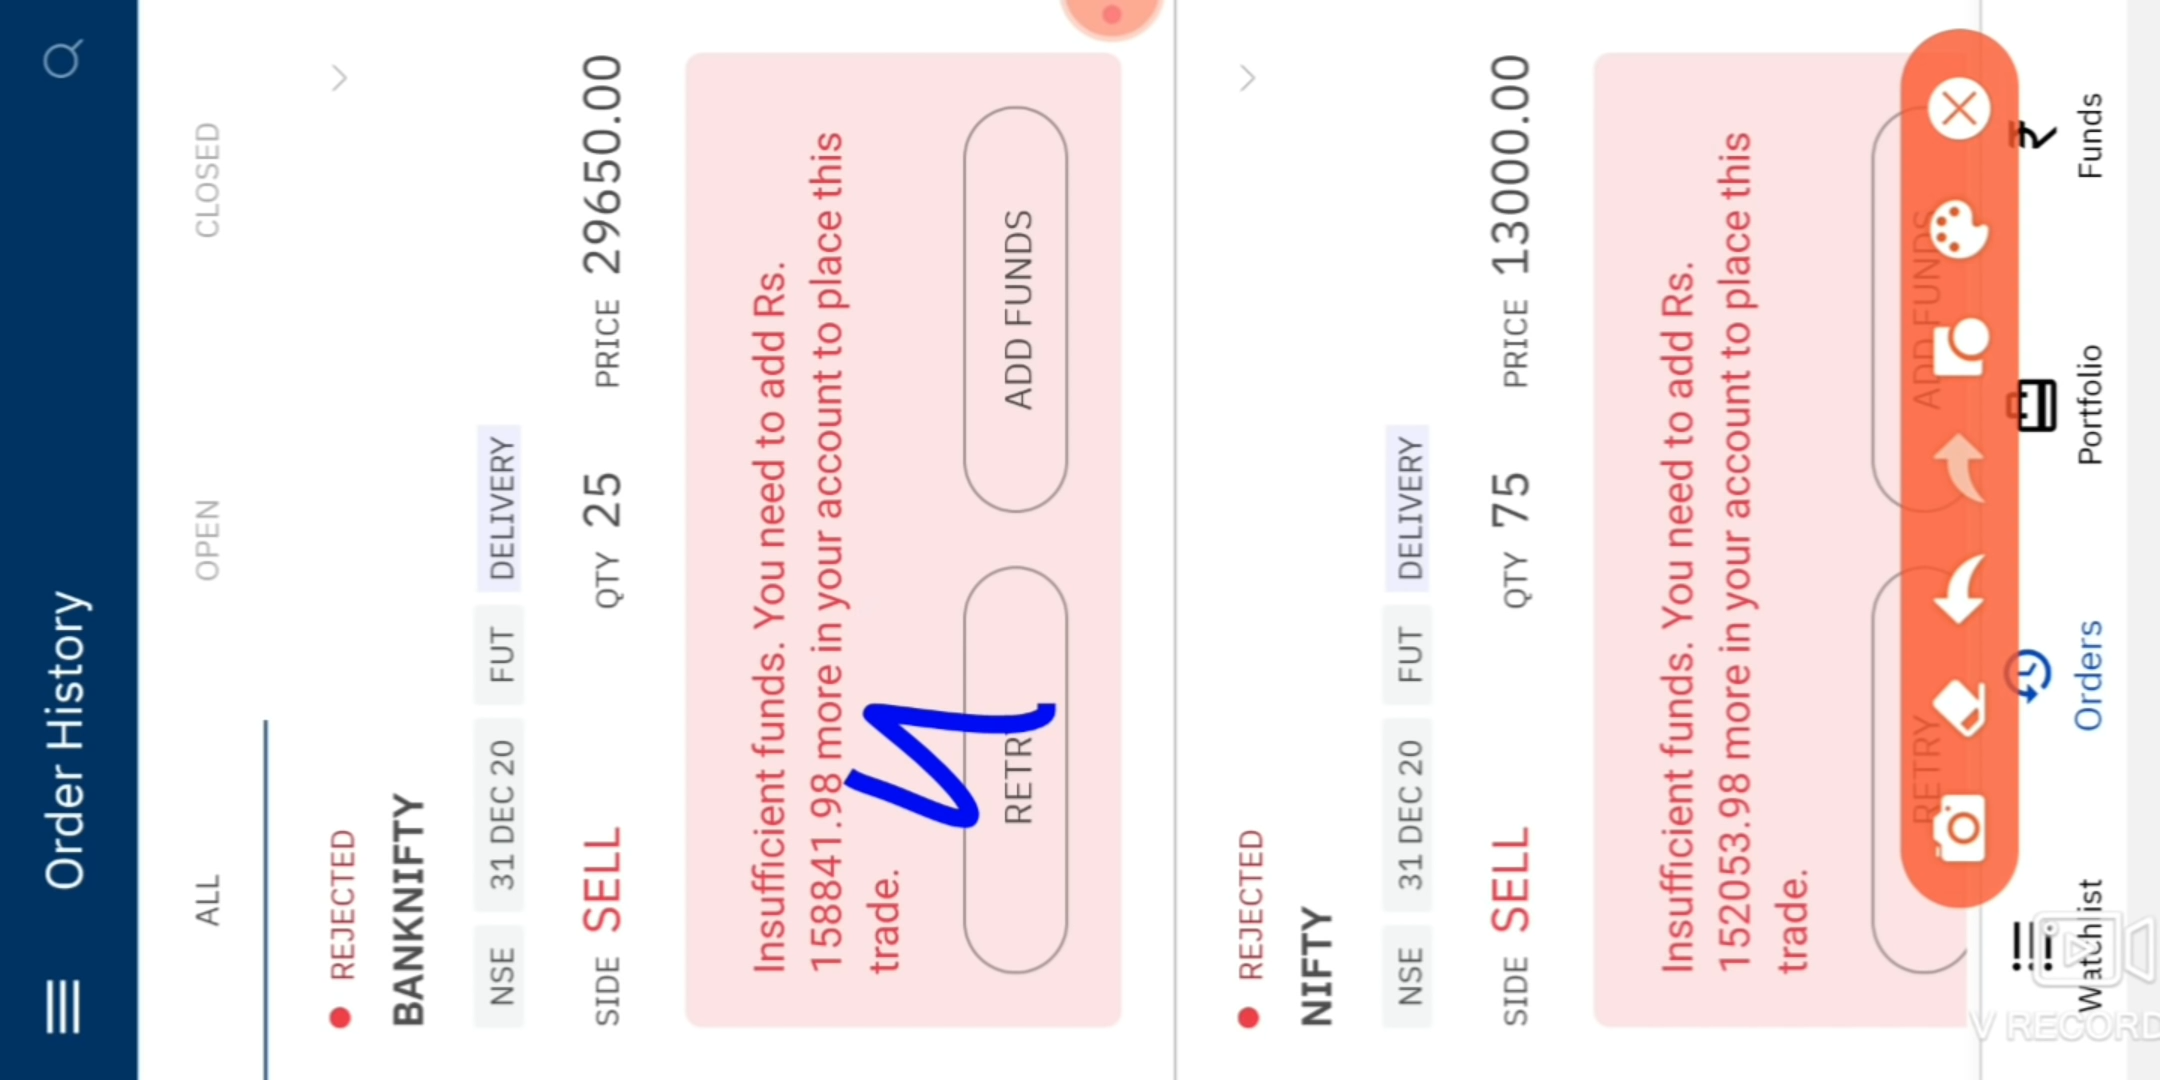 Order History
ALL OPEN CLOSED
REJECTED
BANKNIFTY
NSE 31 DEC 20 FUT DELIVERY
SIDE SELL QTY 25 PRICE 29650.00
Insufficient funds. You need to add Rs.
158841.98 more in your account to place this
trade.
RETR ADD FUNDS
REJECTED
NIFTY
NSE 31 DEC 20 FUT DELIVERY
SIDE SELL QTY 75 PRICE 13000.00
Insufficient funds. You need to add Rs.
152053.98 more in your account to place this
trade.
RETRY ADD FUNDS
Watchlist Orders Portfolio Funds
V RECORD